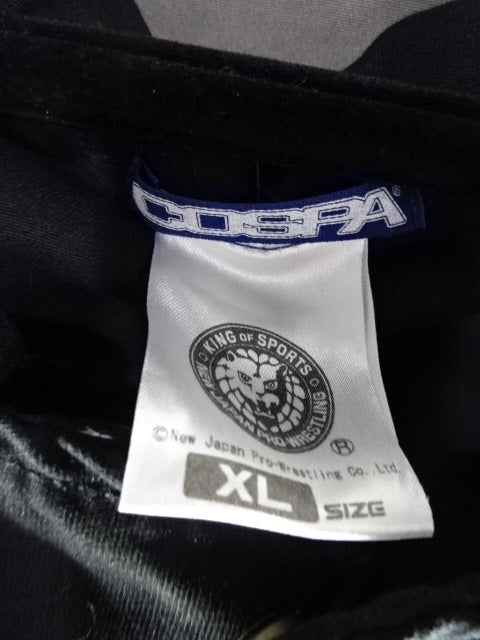 COSPA®
KING OF SPORTS
NEW JAPAN PRO-WRESTLING
®
©New Japan Pro-Wrestling Co.,Ltd.
XL SIZE